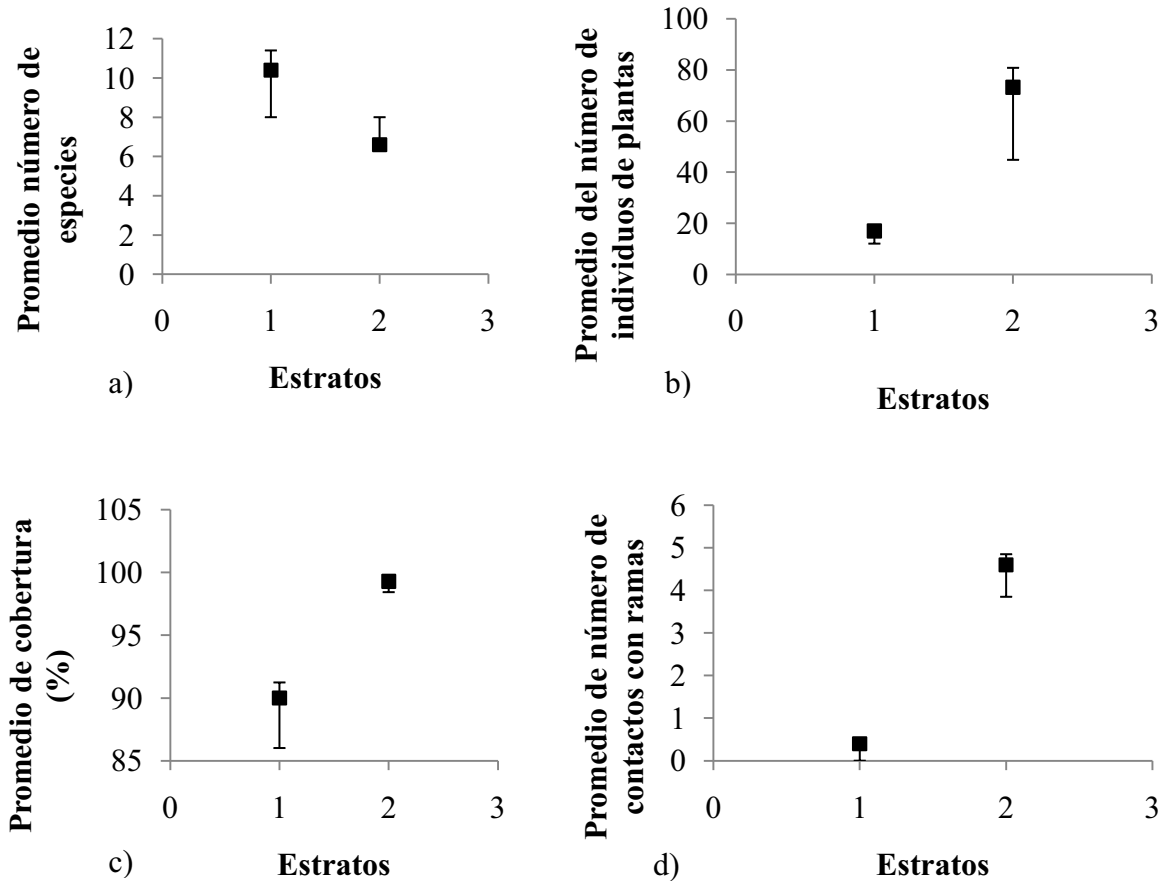 Promedio número de
especies
12
10
8
6
4
2
0
0 1 2 3
Estratos
a)
Promedio del número de
individuos de plantas
100
80
60
40
20
0
0 1 2 3
Estratos
b)
Promedio de cobertura
(%)
105
100
95
90
85
0 1 2 3
Estratos
c)
Promedio de número de
contactos con ramas
6
5
4
3
2
1
0
0 1 2 3
Estratos
d)